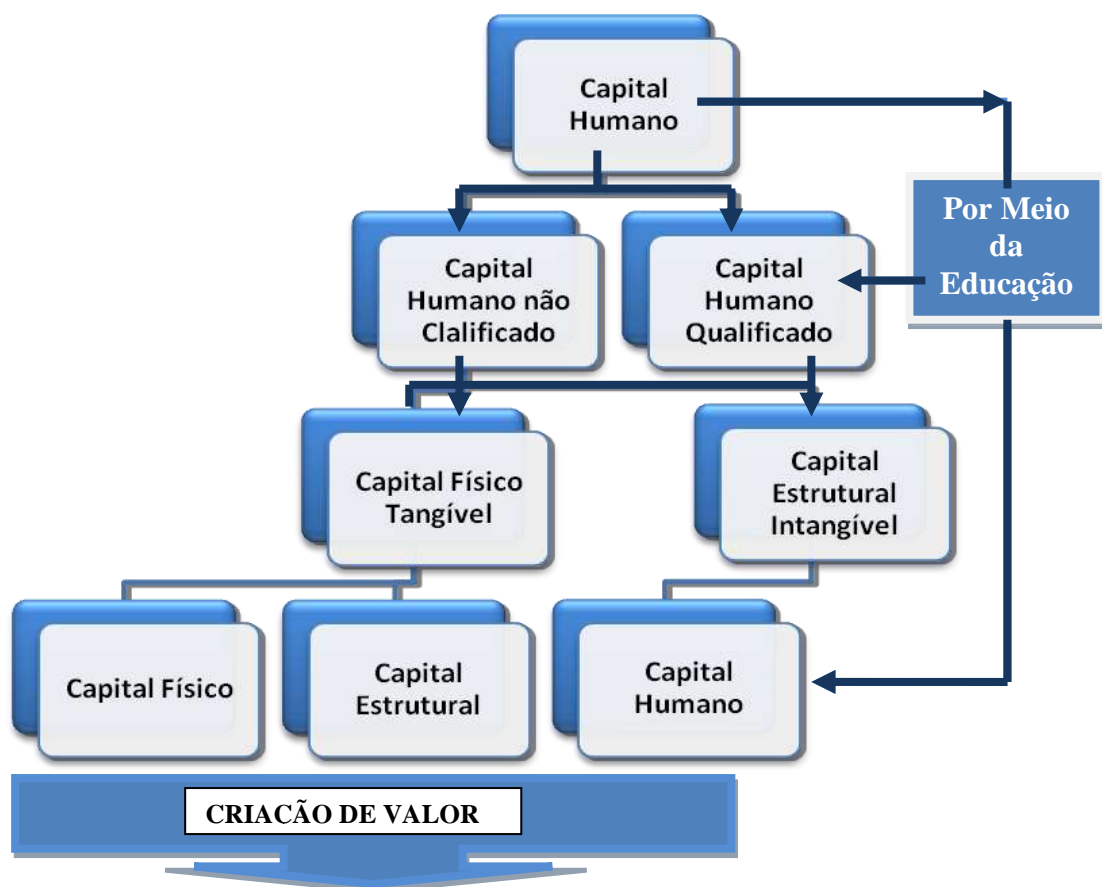 Capital
Humano
Por Meio
da
Educação
Capital
Humano não
Clalificado
Capital
Humano
Qualificado
Capital Físico
Tangível
Capital
Estrutural
Intangível
Capital Físico
Capital
Estrutural
Capital
Humano
CRIACÃO DE VALOR